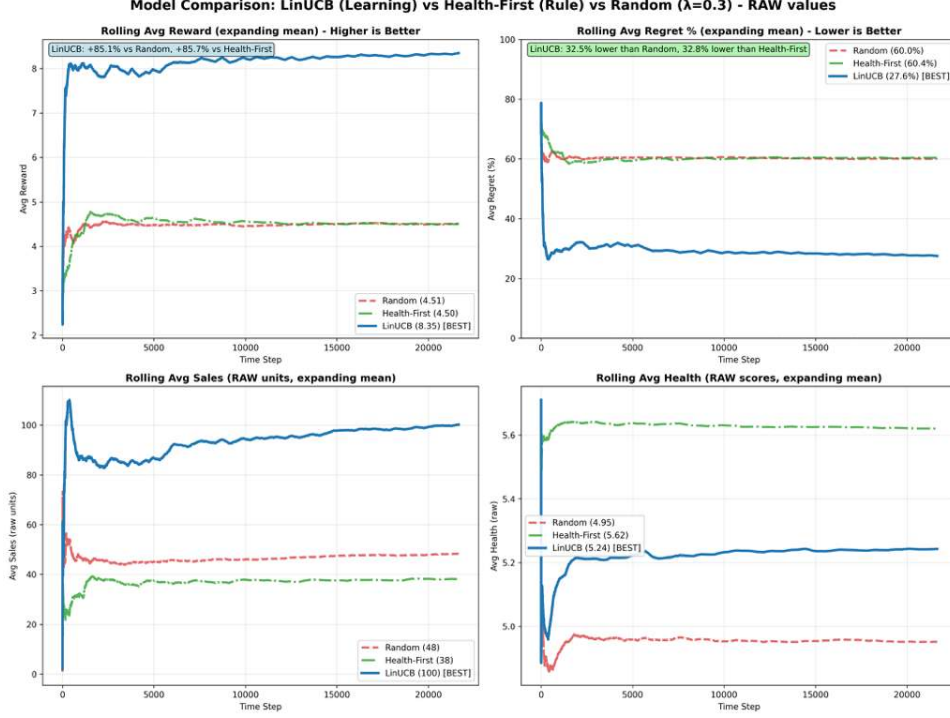 Model Comparison: LinUCB (Learning) vs Health-First (Rule) vs Random (λ=0.3) - RAW values
Rolling Avg Reward (expanding mean) - Higher is Better
LinUCB: +85.1% vs Random, +85.7% vs Health-First
8
7
6
5
4
3
2
Avg Reward
Random (4.51)
Health-First (4.50)
LinUCB (8.35) [BEST]
0
5000
10000
15000
20000
Time Step
Rolling Avg Regret % (expanding mean) - Lower is Better
LinUCB: 32.5% lower than Random, 32.8% lower than Health-First
100
80
60
40
20
0
Avg Regret (%)
Random (60.0%)
Health-First (60.4%)
LinUCB (27.6%) [BEST]
0
5000
10000
15000
20000
Time Step
Rolling Avg Sales (RAW units, expanding mean)
100
80
60
40
20
0
Avg Sales (raw units)
Random (48)
Health-First (38)
LinUCB (100) [BEST]
0
5000
10000
15000
20000
Time Step
Rolling Avg Health (RAW scores, expanding mean)
5.6
5.4
5.2
5.0
Avg Health (raw)
Random (4.95)
Health-First (5.62)
LinUCB (5.24) [BEST]
0
5000
10000
15000
20000
Time Step